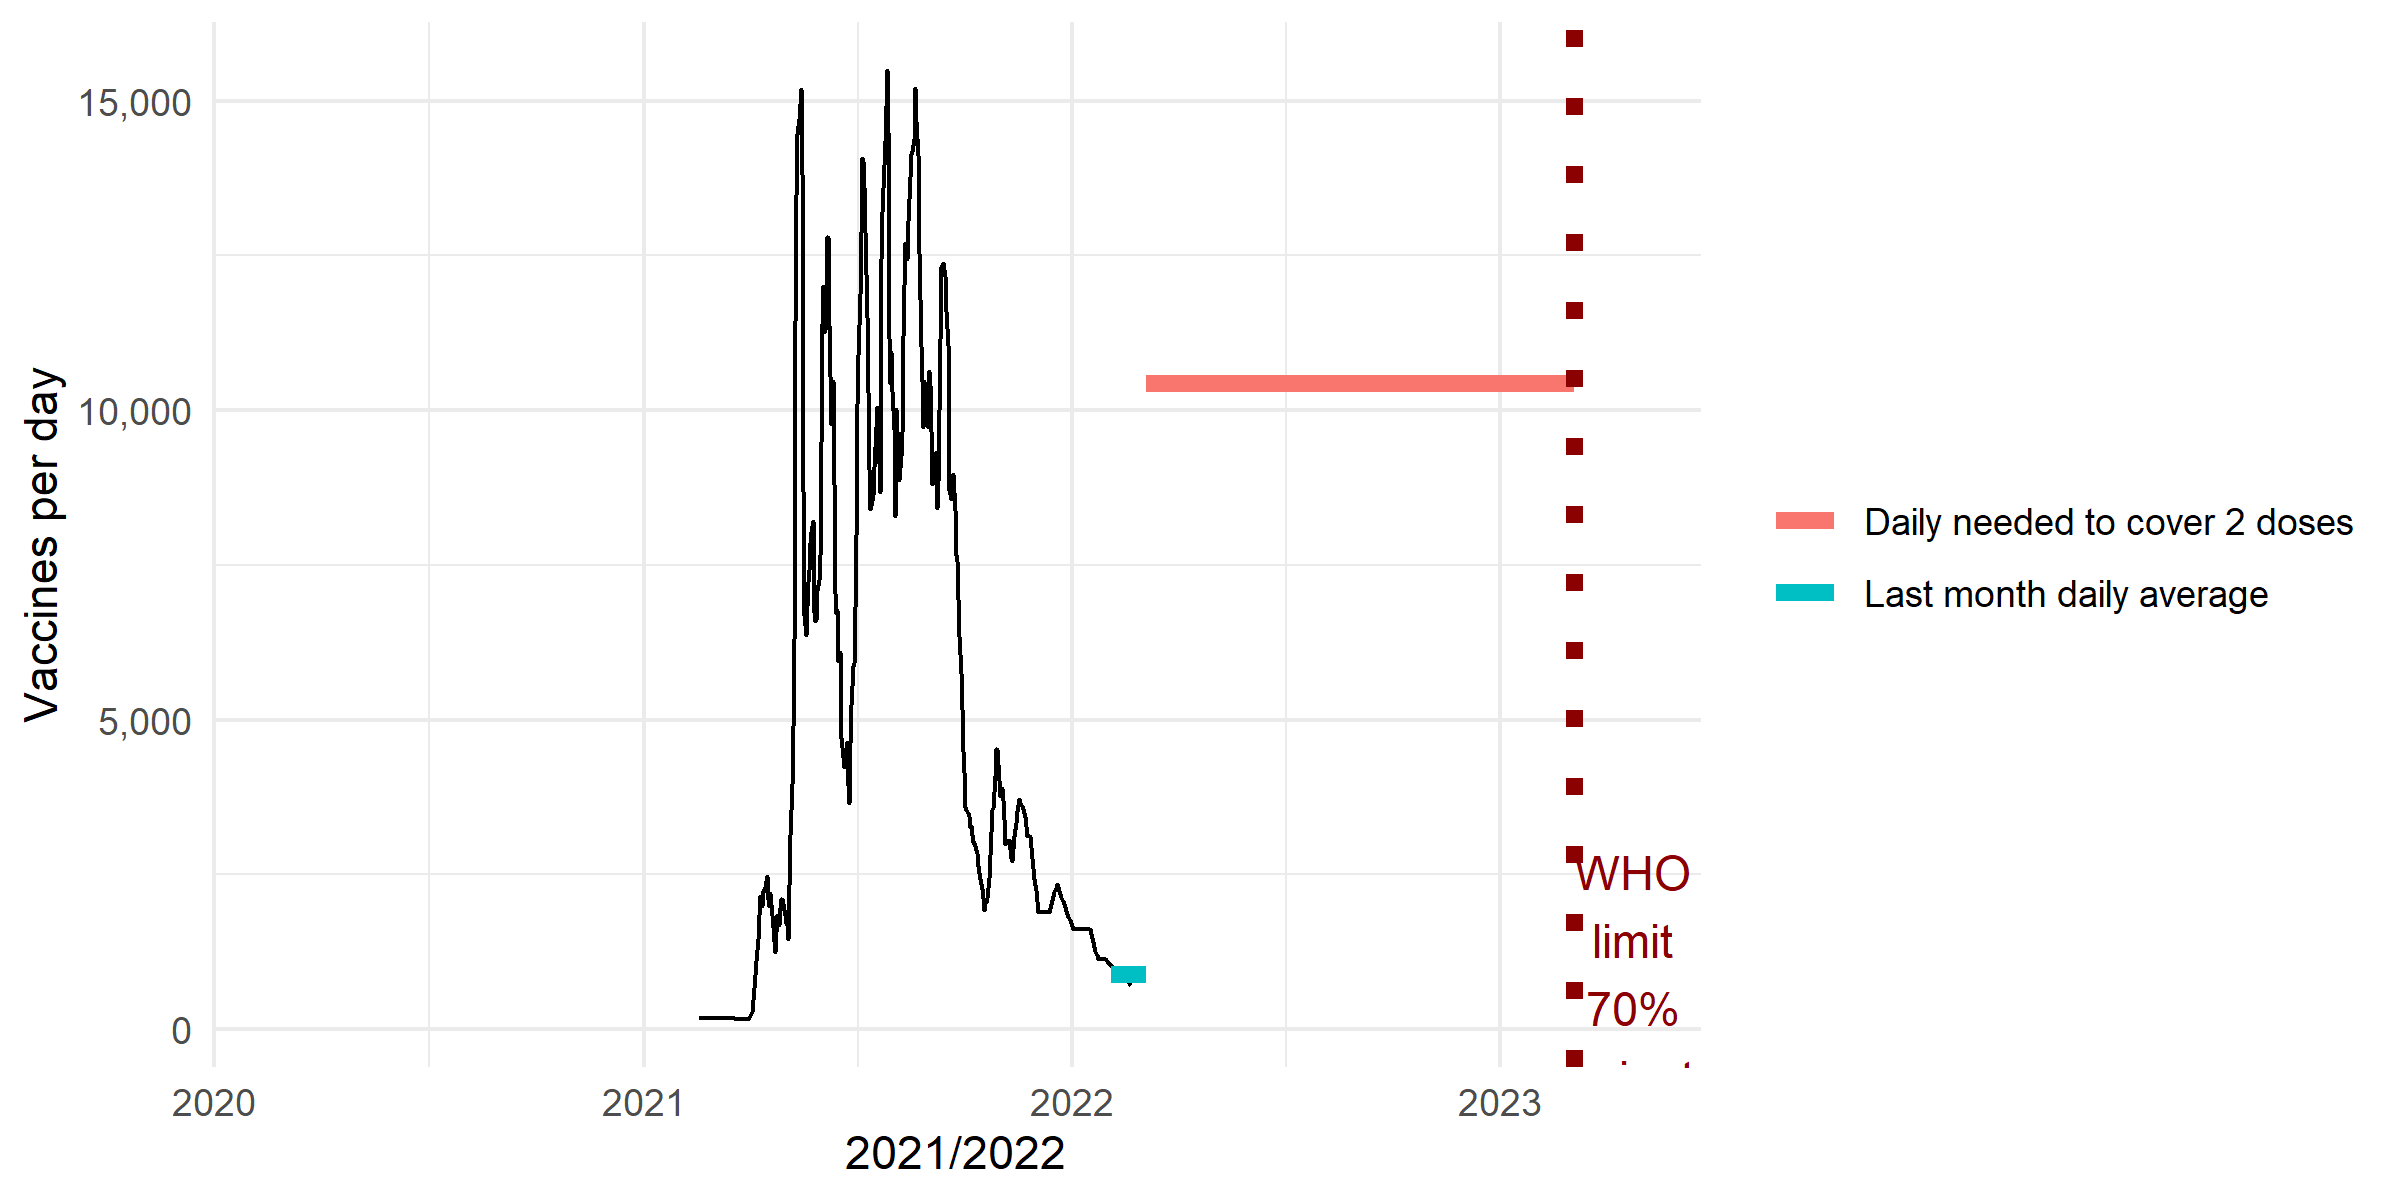 15,000
10,000
5,000
0
Vaccines per day
2020
2021
2022
2023
2021/2022
WHO
limit
70%
Daily needed to cover 2 doses
Last month daily average